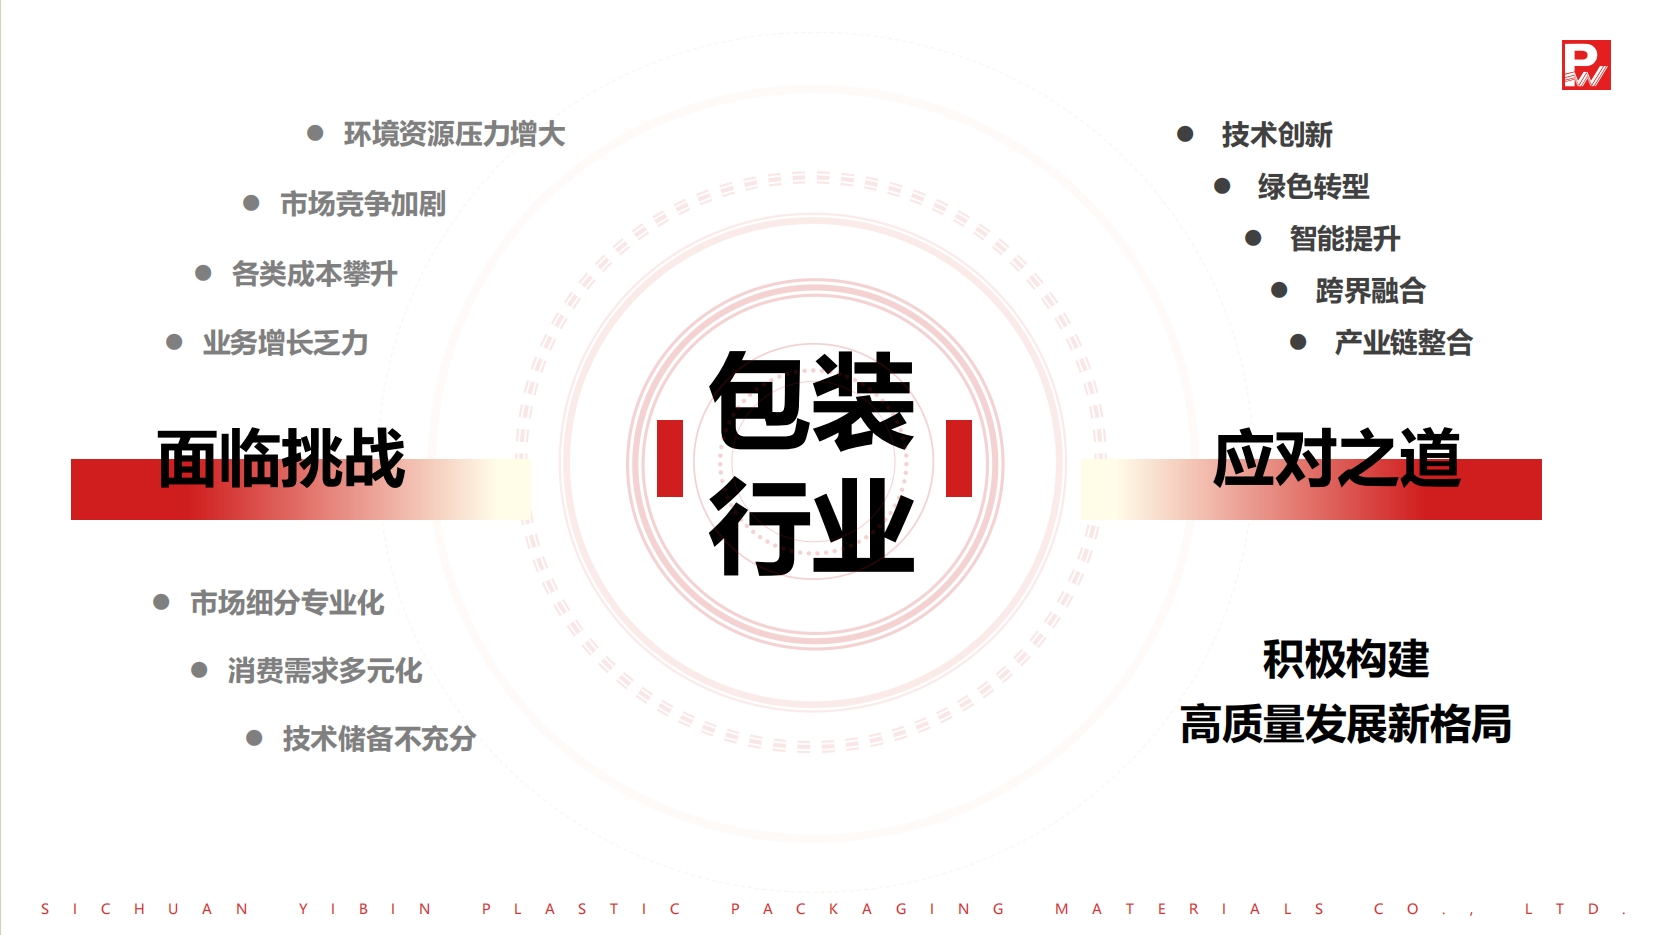 环境资源压力增大
市场竞争加剧
各类成本攀升
业务增长乏力
面临挑战
市场细分专业化
消费需求多元化
技术储备不充分
包装
行业
PW
技术创新
绿色转型
智能提升
跨界融合
产业链整合
应对之道
积极构建
高质量发展新格局
SICHUAN YIBIN PLASTIC PACKAGING MATERIALS CO., LTD.